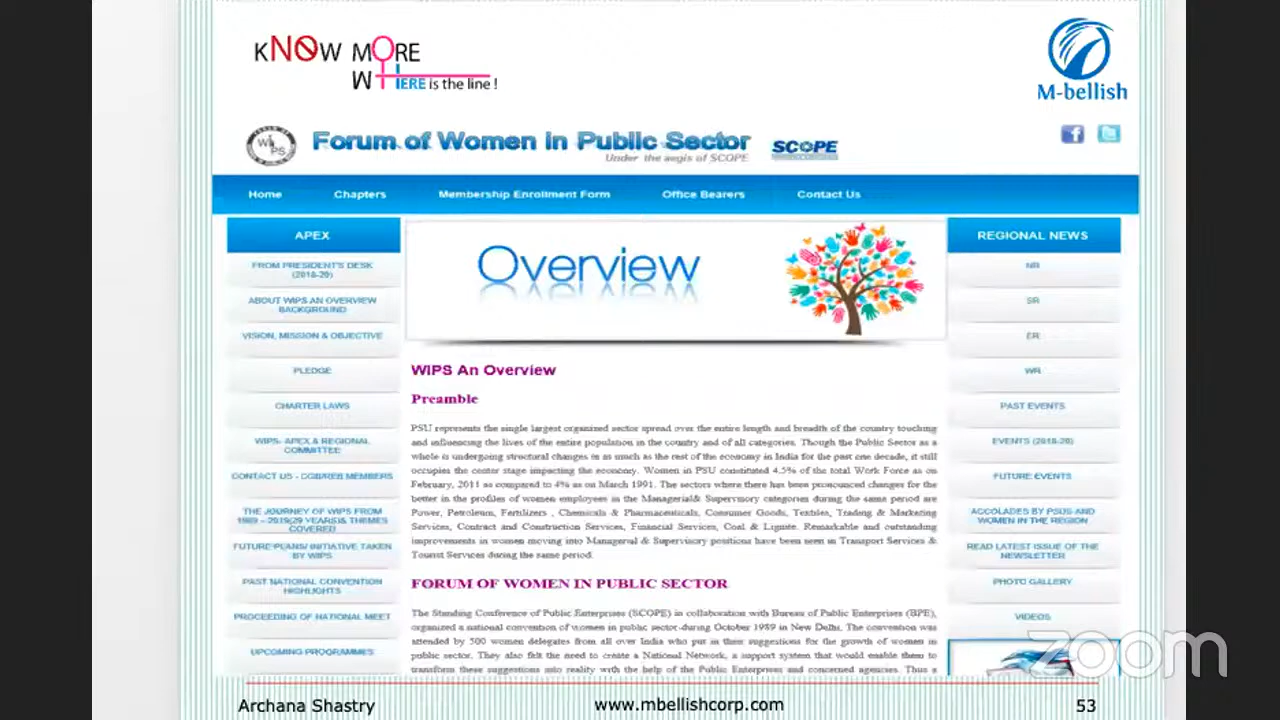 KNOW MORE
WHERE is the line !
M-bellish
WIPS
Forum of Women In Public Sector
Under the aegis of SCOPE
SCOPE
Home Chapters Membership Enrollment Form Office Bearers Contact Us
APEX
FROM PRESIDENT'S DESK
(2018-20)
ABOUT WIPS AN OVERVIEW
BACKGROUND
VISION, MISSION & OBJECTIVE
PLEDGE
CHARTER LAWS
WIPS- APEX & REGIONAL
COMMITTEE
CONTACT US - CGB/REB MEMBERS
THE JOURNEY OF WIPS FROM
1989 - 2019(29 YEARS)& THEMES
COVERED
FUTURE PLANS/ INITIATIVE TAKEN
BY WIPS
PAST NATIONAL CONVENTION
HIGHLIGHTS
PROCEEDING OF NATIONAL MEET
UPCOMING PROGRAMMES
Overview
WIPS An Overview
Preamble
PSU represents the single largest organized sector spread over the entire length and breadth of the country touching
and influencing the lives of the entire population in the country and of all categories. Though the Public Sector as a
whole is undergoing structural changes in as much as the rest of the economy in India for the past one decade, it still
occupies the center stage impacting the economy. Women in PSU constituted 4.5% of the total Work Force as on
February, 2011 as compared to 4% as on March 1991. The sectors where there has been pronounced changes for the
better in the profiles of women employees in the Managerial& Supervisory categories during the same period are
Power, Petroleum, Fertilizers , Chemicals & Pharmaceuticals, Consumer Goods, Textiles, Trading & Marketing
Services, Contract and Construction Services, Financial Services, Coal & Lignite. Remarkable and outstanding
improvements in women moving into Managerial & Supervisory positions have been seen in Transport Services &
Tourist Services during the same period.
FORUM OF WOMEN IN PUBLIC SECTOR
The Standing Conference of Public Enterprises (SCOPE) in collaboration with Bureau of Public Enterprises (BPE),
organized a national convention of women in public sector during October 1989 in New Delhi. The convention was
attended by 500 women delegates from all over India who put in their suggestions for the growth of women in
public sector. They also felt the need to create a National Network, a support system that would enable them to
transform these suggestions into reality with the help of the Public Enterprises and concerned agencies. Thus a
REGIONAL NEWS
NR
SR
ER
WR
PAST EVENTS
EVENTS (2018-20)
FUTURE EVENTS
ACCOLADES BY PSUS AND
WOMEN IN THE REGION
READ LATEST ISSUE OF THE
NEWSLETTER
PHOTO GALLERY
VIDEOS
zoom
Archana Shastry www.mbellishcorp.com 53